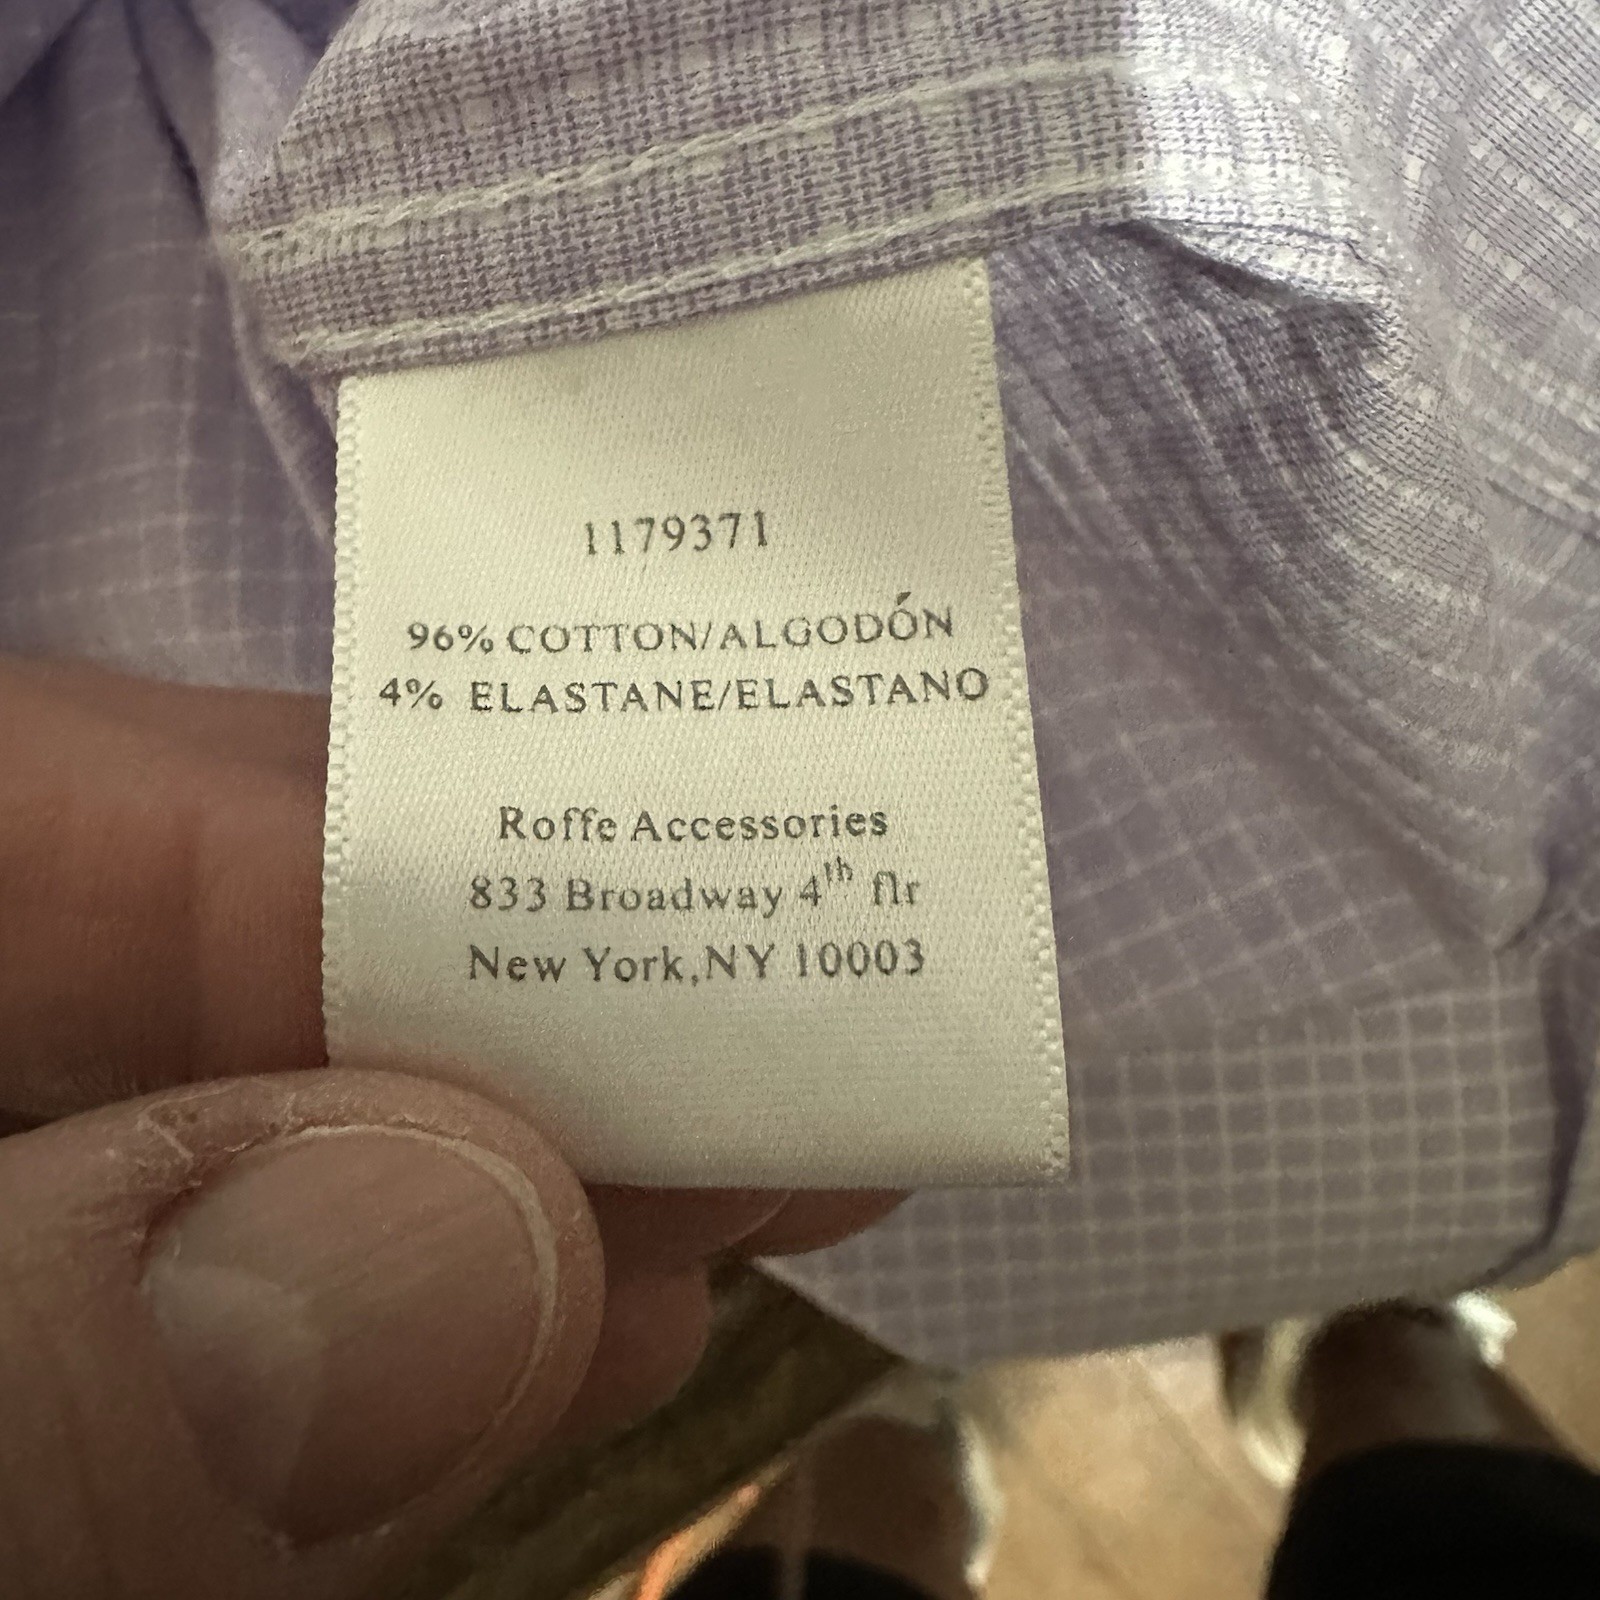 1179371
96% COTTON/ALGODÓN
4% ELASTANE/ELASTANO
Roffe Accessories
833 Broadway 4th flr
New York,NY 10003